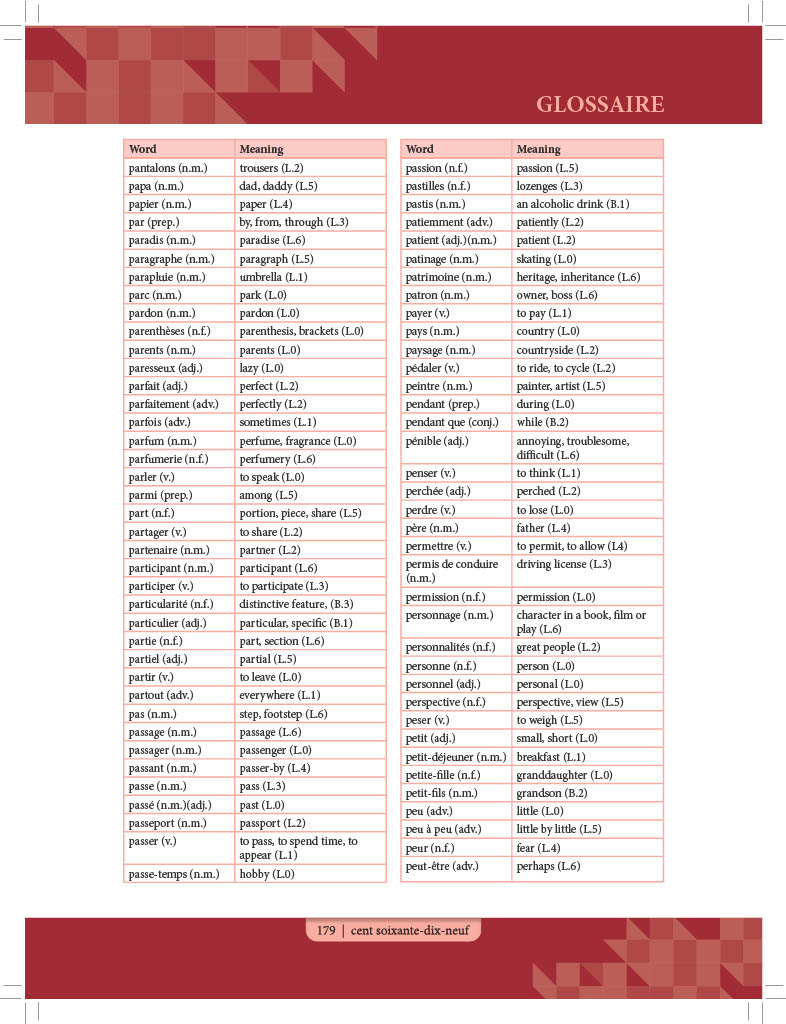 GLOSSAIRE
Word Meaning
pantalons (n.m.) trousers (L.2)
papa (n.m.) dad, daddy (L.5)
papier (n.m.) paper (L.4)
par (prep.) by, from, through (L.3)
paradis (n.m.) paradise (L.6)
paragraphe (n.m.) paragraph (L.5)
parapluie (n.m.) umbrella (L.1)
parc (n.m.) park (L.0)
pardon (n.m.) pardon (L.0)
parenthèses (n.f.) parenthesis, brackets (L.0)
parents (n.m.) parents (L.0)
paresseux (adj.) lazy (L.0)
parfait (adj.) perfect (L.2)
parfaitement (adv.) perfectly (L.2)
parfois (adv.) sometimes (L.1)
parfum (n.m.) perfume, fragrance (L.0)
parfumerie (n.f.) perfumery (L.6)
parler (v.) to speak (L.0)
parmi (prep.) among (L.5)
part (n.f.) portion, piece, share (L.5)
partager (v.) to share (L.2)
partenaire (n.m.) partner (L.2)
participant (n.m.) participant (L.6)
participer (v.) to participate (L.3)
particularité (n.f.) distinctive feature, (B.3)
particulier (adj.) particular, specific (B.1)
partie (n.f.) part, section (L.6)
partiel (adj.) partial (L.5)
partir (v.) to leave (L.0)
partout (adv.) everywhere (L.1)
pas (n.m.) step, footstep (L.6)
passage (n.m.) passage (L.6)
passager (n.m.) passenger (L.0)
passant (n.m.) passer-by (L.4)
passe (n.m.) pass (L.3)
passé (n.m.)(adj.) past (L.0)
passeport (n.m.) passport (L.2)
passer (v.) to pass, to spend time, to
appear (L.1)
passe-temps (n.m.) hobby (L.0)
Word Meaning
passion (n.f.) passion (L.5)
pastilles (n.f.) lozenges (L.3)
pastis (n.m.) an alcoholic drink (B.1)
patiemment (adv.) patiently (L.2)
patient (adj.)(n.m.) patient (L.2)
patinage (n.m.) skating (L.0)
patrimoine (n.m.) heritage, inheritance (L.6)
patron (n.m.) owner, boss (L.6)
payer (v.) to pay (L.1)
pays (n.m.) country (L.0)
paysage (n.m.) countryside (L.2)
pédaler (v.) to ride, to cycle (L.2)
peintre (n.m.) painter, artist (L.5)
pendant (prep.) during (L.0)
pendant que (conj.) while (B.2)
pénible (adj.) annoying, troublesome,
difficult (L.6)
penser (v.) to think (L.1)
perchée (adj.) perched (L.2)
perdre (v.) to lose (L.0)
père (n.m.) father (L.4)
permettre (v.) to permit, to allow (L4)
permis de conduire driving license (L.3)
(n.m.)
permission (n.f.) permission (L.0)
personnage (n.m.) character in a book, film or
play (L.6)
personnalités (n.f.) great people (L.2)
personne (n.f.) person (L.0)
personnel (adj.) personal (L.0)
perspective (n.f.) perspective, view (L.5)
peser (v.) to weigh (L.5)
petit (adj.) small, short (L.0)
petit-déjeuner (n.m.) breakfast (L.1)
petite-fille (n.f.) granddaughter (L.0)
petit-fils (n.m.) grandson (B.2)
peu (adv.) little (L.0)
peu à peu (adv.) little by little (L.5)
peur (n.f.) fear (L.4)
peut-être (adv.) perhaps (L.6)
179 | cent soixante-dix-neuf